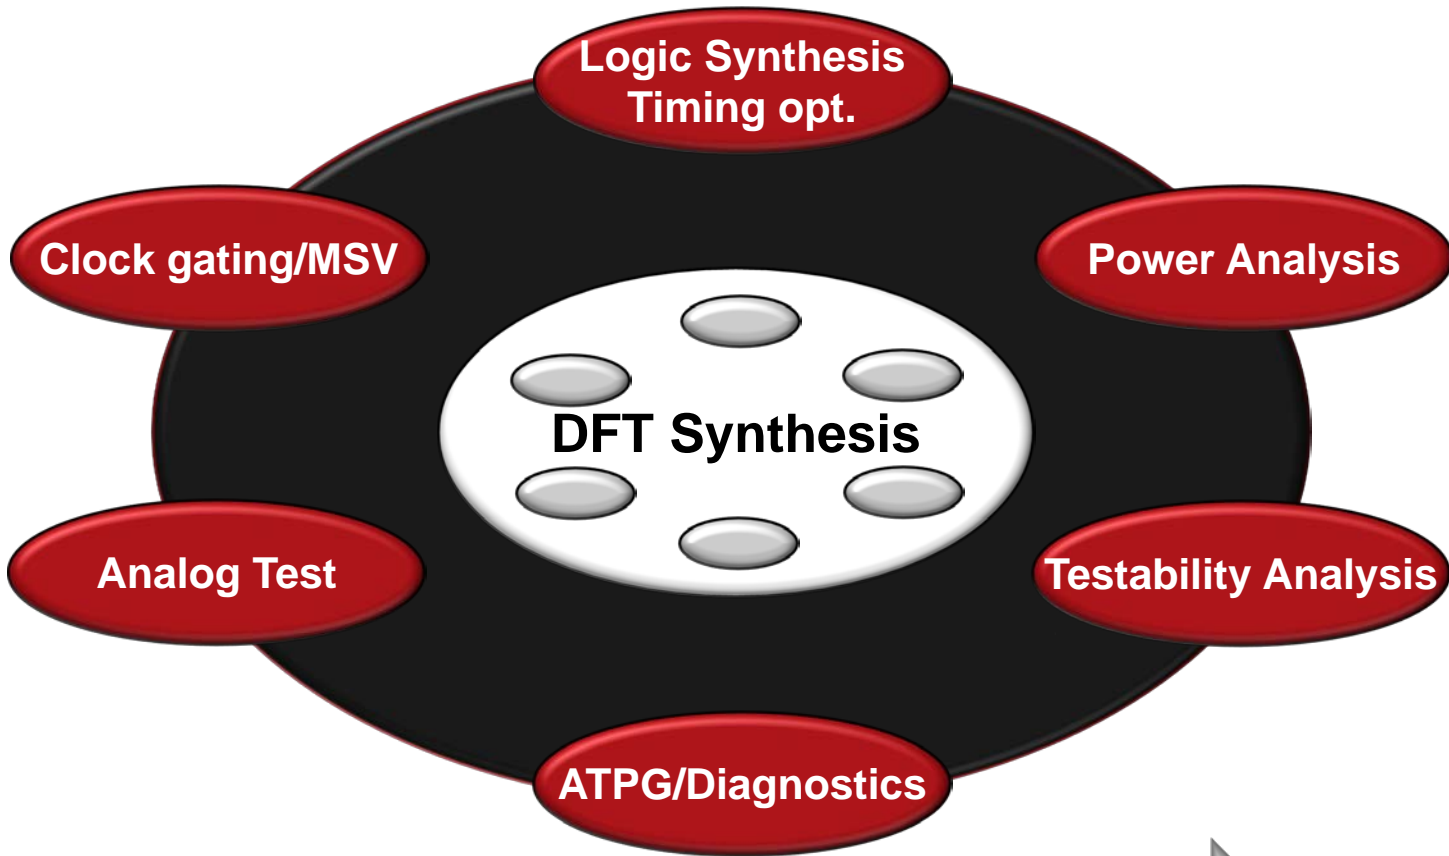 Logic Synthesis
Timing opt.
Clock gating/MSV
Power Analysis
DFT Synthesis
Analog Test
Testability Analysis
ATPG/Diagnostics